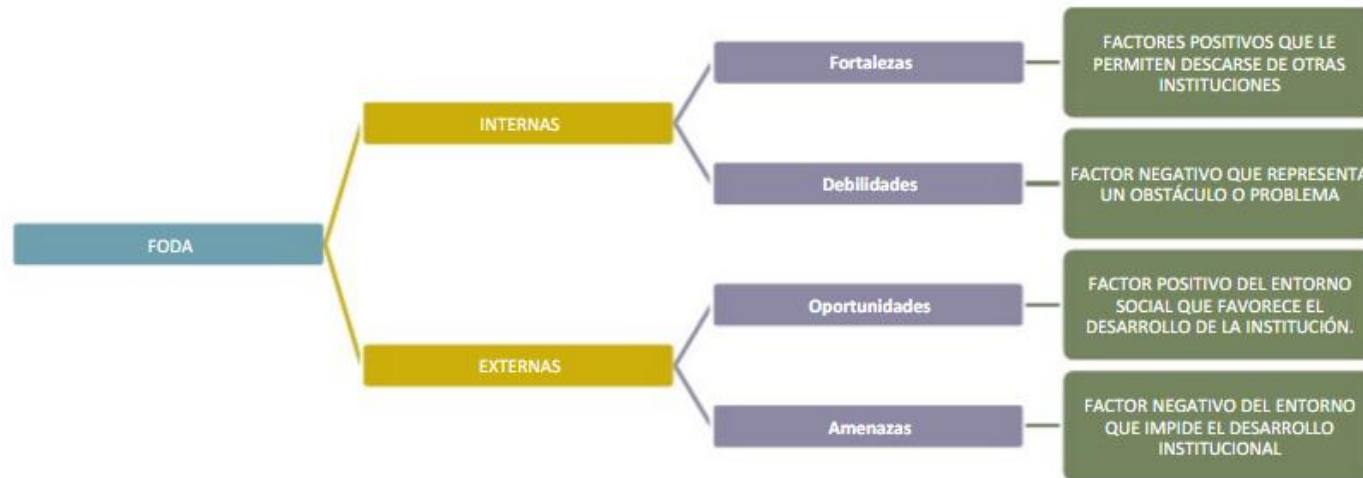 FODA
INTERNAS
Fortalezas
FACTORES POSITIVOS QUE LE
PERMITEN DESCARSE DE OTRAS
INSTITUCIONES
Debilidades
FACTOR NEGATIVO QUE REPRESENTA
UN OBSTÁCULO O PROBLEMA
EXTERNAS
Oportunidades
FACTOR POSITIVO DEL ENTORNO
SOCIAL QUE FAVORECE EL
DESARROLLO DE LA INSTITUCIÓN.
Amenazas
FACTOR NEGATIVO DEL ENTORNO
QUE IMPIDE EL DESARROLLO
INSTITUCIONAL